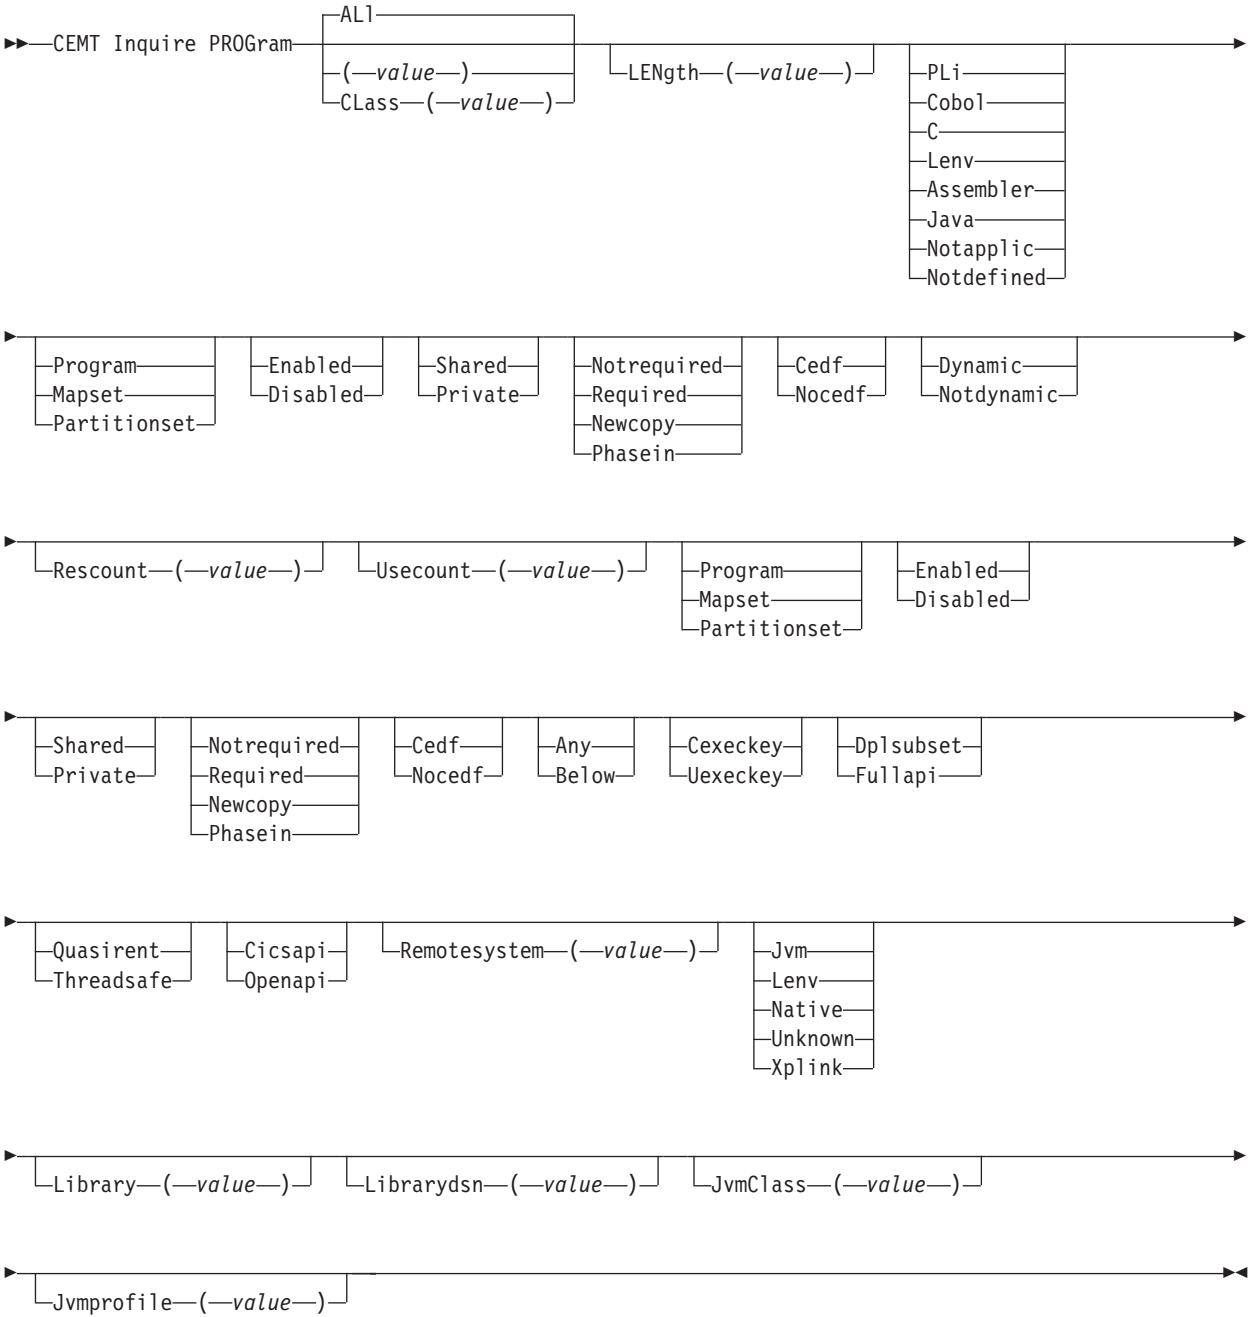 ALl
CEMT Inquire PROGram
(value)
CLass(value)
LENgth(value)
PLi
Cobol
C
Lenv
Assembler
Java
Notapplic
Notdefined
Program
Mapset
Partitionset
Enabled
Disabled
Shared
Private
Notrequired
Required
Newcopy
Phasein
Cedf
Nocedf
Dynamic
Notdynamic
Rescount(value)
Usecount(value)
Program
Mapset
Partitionset
Enabled
Disabled
Shared
Private
Notrequired
Required
Newcopy
Phasein
Cedf
Nocedf
Any
Below
Cexeckey
Uexeckey
Dplsubset
Fullapi
Quasirent
Threadsafe
Cicsapi
Openapi
Remotesystem(value)
Jvm
Lenv
Native
Unknown
Xplink
Library(value)
Librarydsn(value)
JvmClass(value)
Jvmprofile(value)